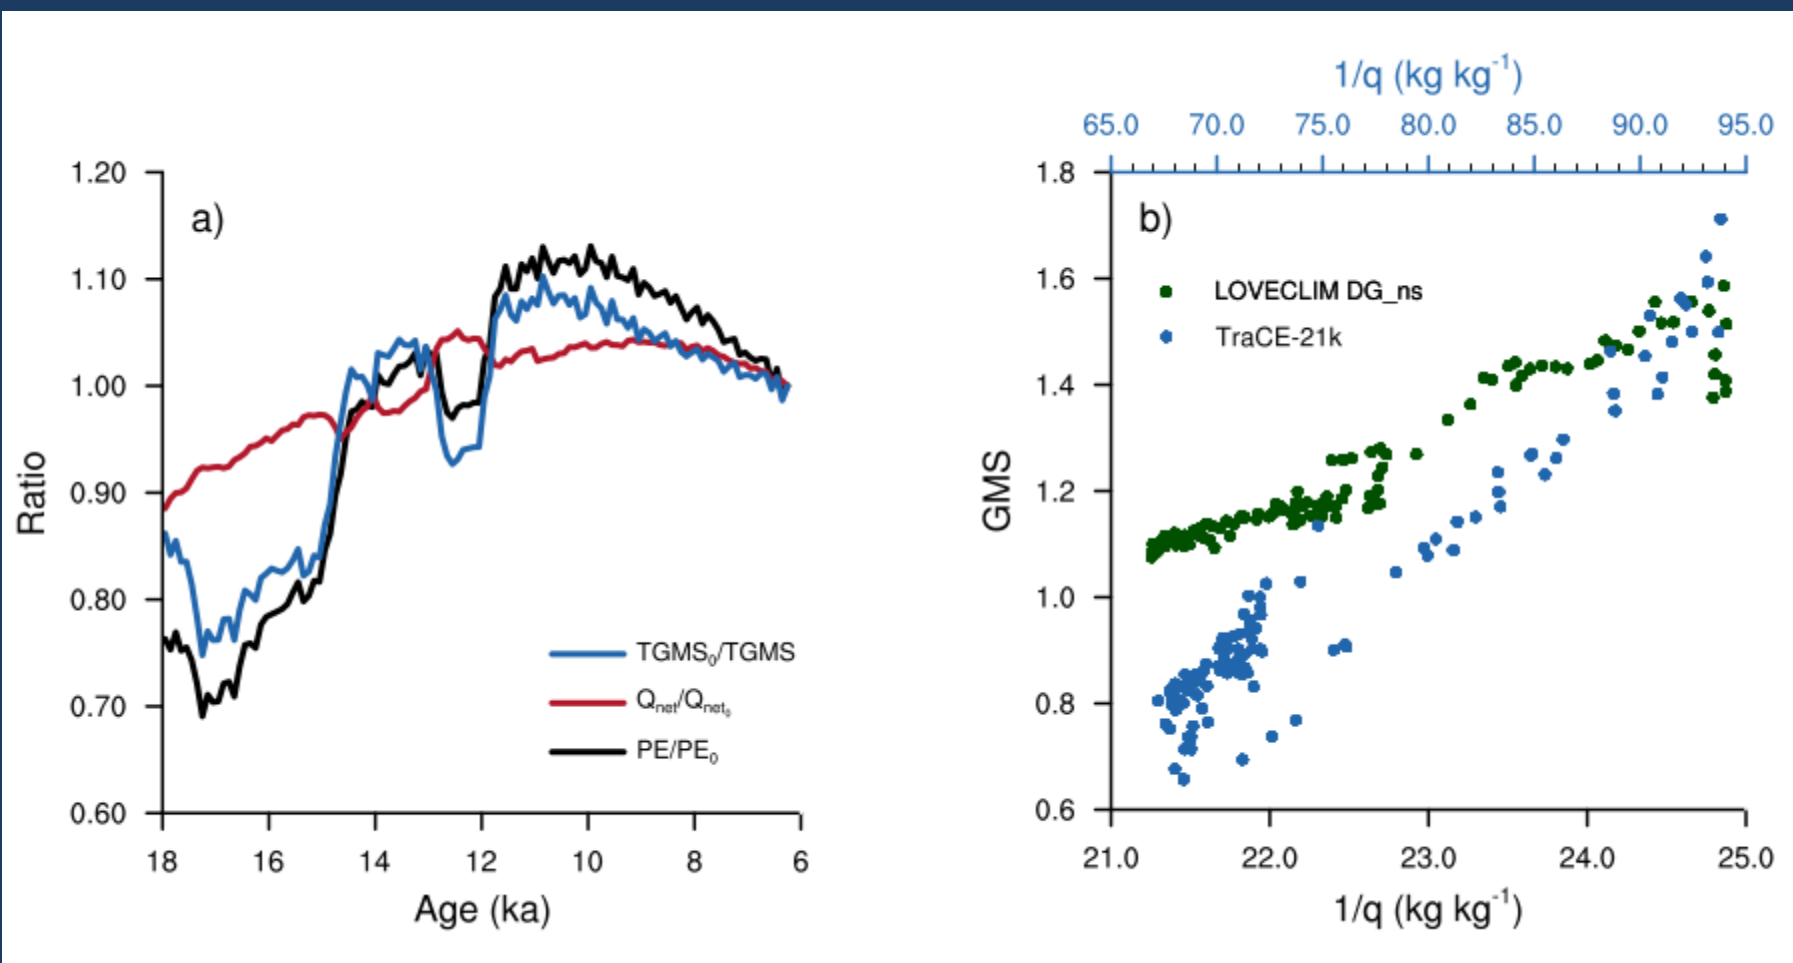 a)
1.20
1.10
1.00
0.90
0.80
0.70
0.60
Ratio
TGMS₀/TGMS
Qnet/Qnet₀
PE/PE₀
18 16 14 12 10 8 6
Age (ka)
1/q (kg kg⁻¹)
65.0 70.0 75.0 80.0 85.0 90.0 95.0
b)
1.8
1.6
1.4
1.2
1.0
0.8
0.6
GMS
LOVECLIM DG_ns
TraCE-21k
21.0 22.0 23.0 24.0 25.0
1/q (kg kg⁻¹)